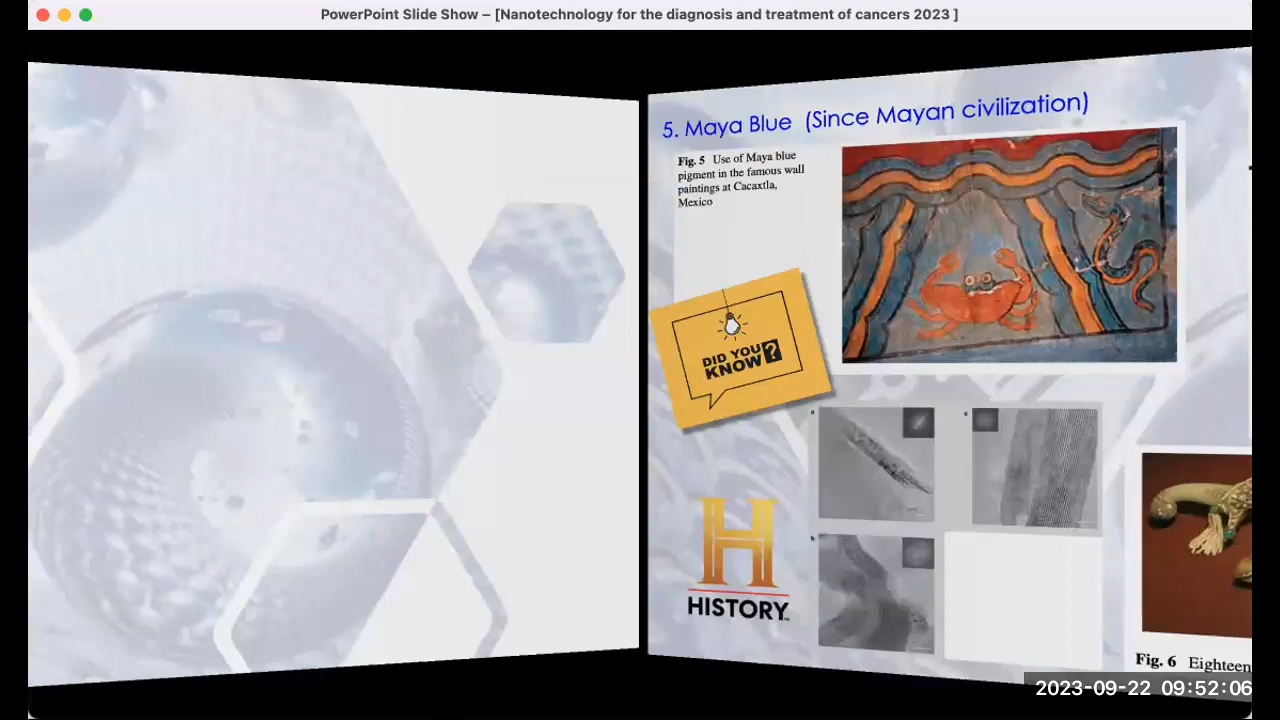 PowerPoint Slide Show – [Nanotechnology for the diagnosis and treatment of cancers 2023 ]
5. Maya Blue (Since Mayan civilization)
Fig. 5 Use of Maya blue
pigment in the famous wall
paintings at Cacaxtla,
Mexico
DID YOU
KNOW?
a
c
b
H
HISTORY
Fig. 6 Eighteen
2023-09-22 09:52:06